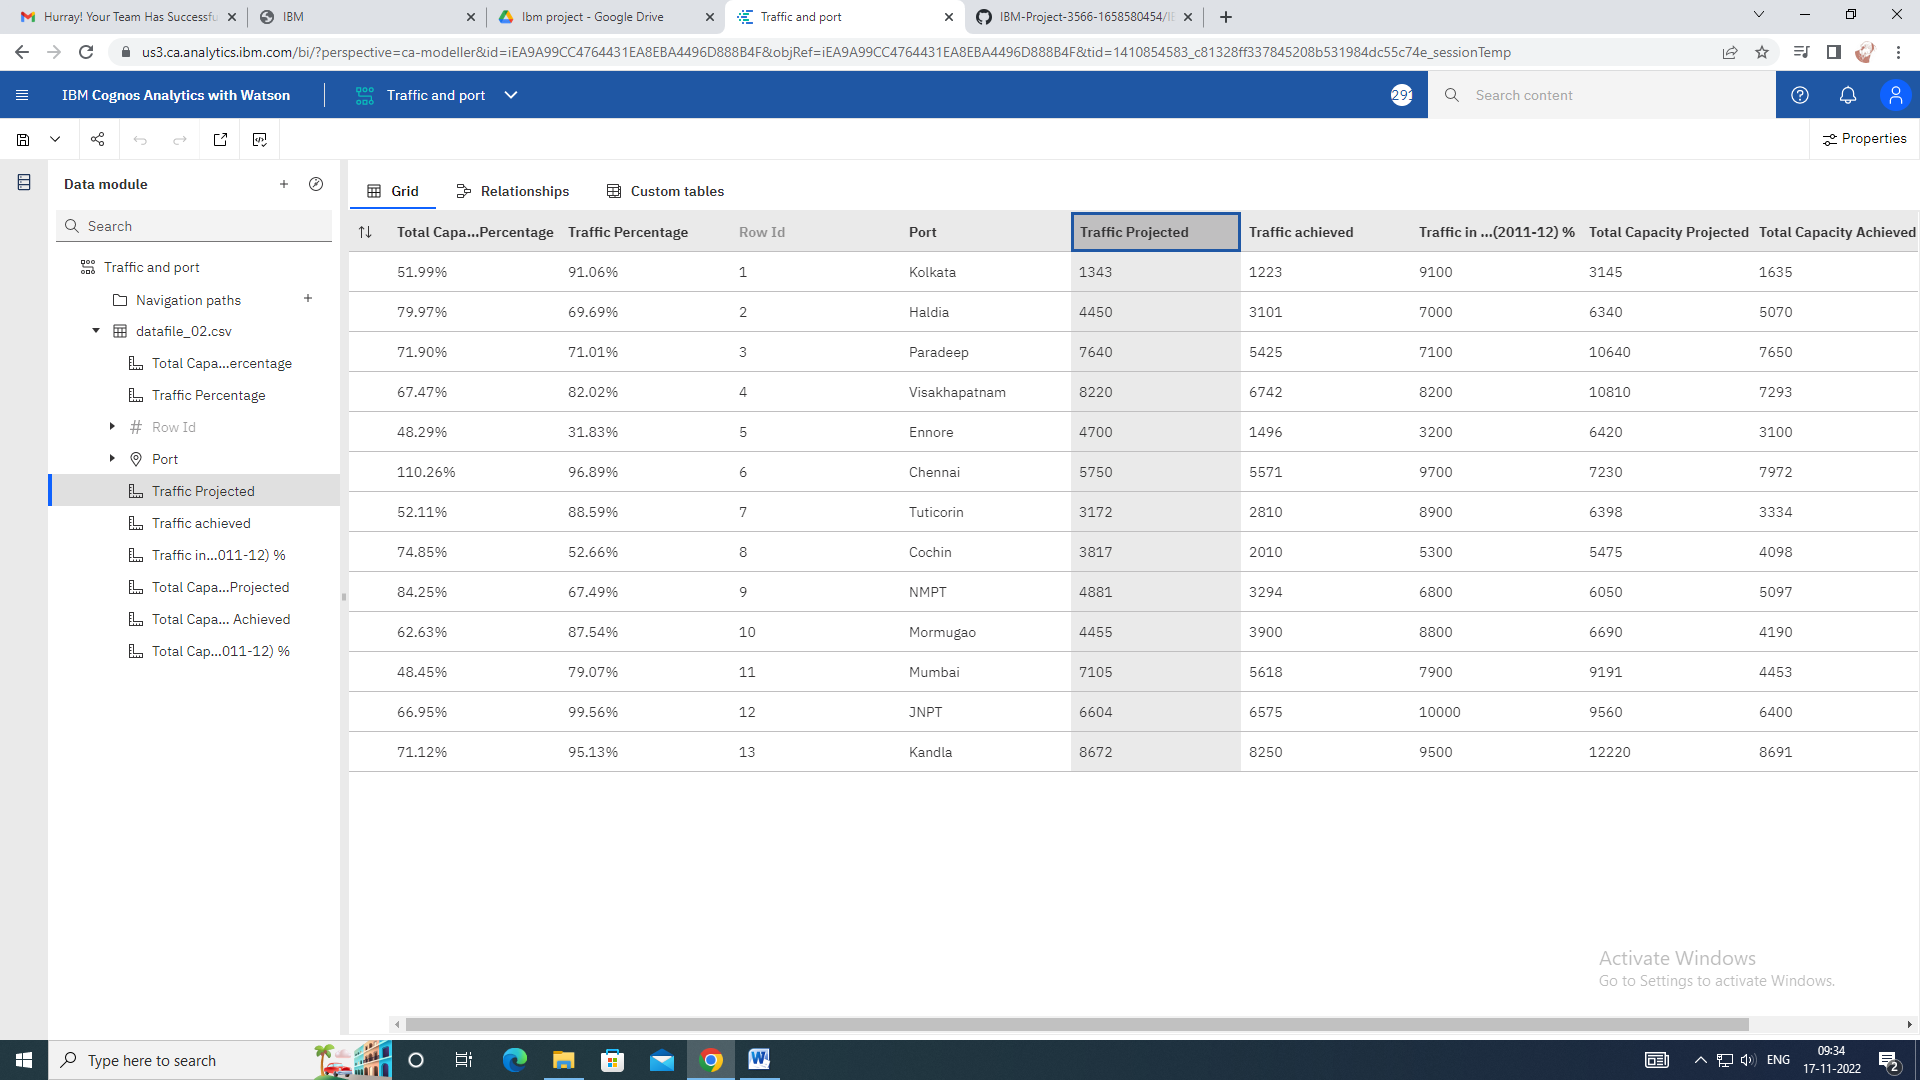 Hurray! Your Team Has Successfu
IBM
Ibm project - Google Drive
Traffic and port
IBM-Project-3566-1658580454/IE
us3.ca.analytics.ibm.com/bi/?perspective=ca-modeller&id=iEA9A99CC4764431EA8EBA4496D888B4F&objRef=iEA9A99CC4764431EA8EBA4496D888B4F&tid=1410854583_c81328ff337845208b531984dc55c74e_sessionTemp
IBM Cognos Analytics with Watson
Traffic and port
291
Search content
Properties
Data module
Search
Traffic and port
Navigation paths
datafile_02.csv
Total Capa...ercentage
Traffic Percentage
Row Id
Port
Traffic Projected
Traffic achieved
Traffic in...011-12) %
Total Capa...Projected
Total Capa... Achieved
Total Cap...011-12) %
Grid Relationships Custom tables
Total Capa...Percentage Traffic Percentage Row Id Port Traffic Projected Traffic achieved Traffic in ...(2011-12) % Total Capacity Projected Total Capacity Achieved
51.99% 91.06% 1 Kolkata 1343 1223 9100 3145 1635
79.97% 69.69% 2 Haldia 4450 3101 7000 6340 5070
71.90% 71.01% 3 Paradeep 7640 5425 7100 10640 7650
67.47% 82.02% 4 Visakhapatnam 8220 6742 8200 10810 7293
48.29% 31.83% 5 Ennore 4700 1496 3200 6420 3100
110.26% 96.89% 6 Chennai 5750 5571 9700 7230 7972
52.11% 88.59% 7 Tuticorin 3172 2810 8900 6398 3334
74.85% 52.66% 8 Cochin 3817 2010 5300 5475 4098
84.25% 67.49% 9 NMPT 4881 3294 6800 6050 5097
62.63% 87.54% 10 Mormugao 4455 3900 8800 6690 4190
48.45% 79.07% 11 Mumbai 7105 5618 7900 9191 4453
66.95% 99.56% 12 JNPT 6604 6575 10000 9560 6400
71.12% 95.13% 13 Kandla 8672 8250 9500 12220 8691
Activate Windows
Go to Settings to activate Windows.
Type here to search
ENG
09:34
17-11-2022
2